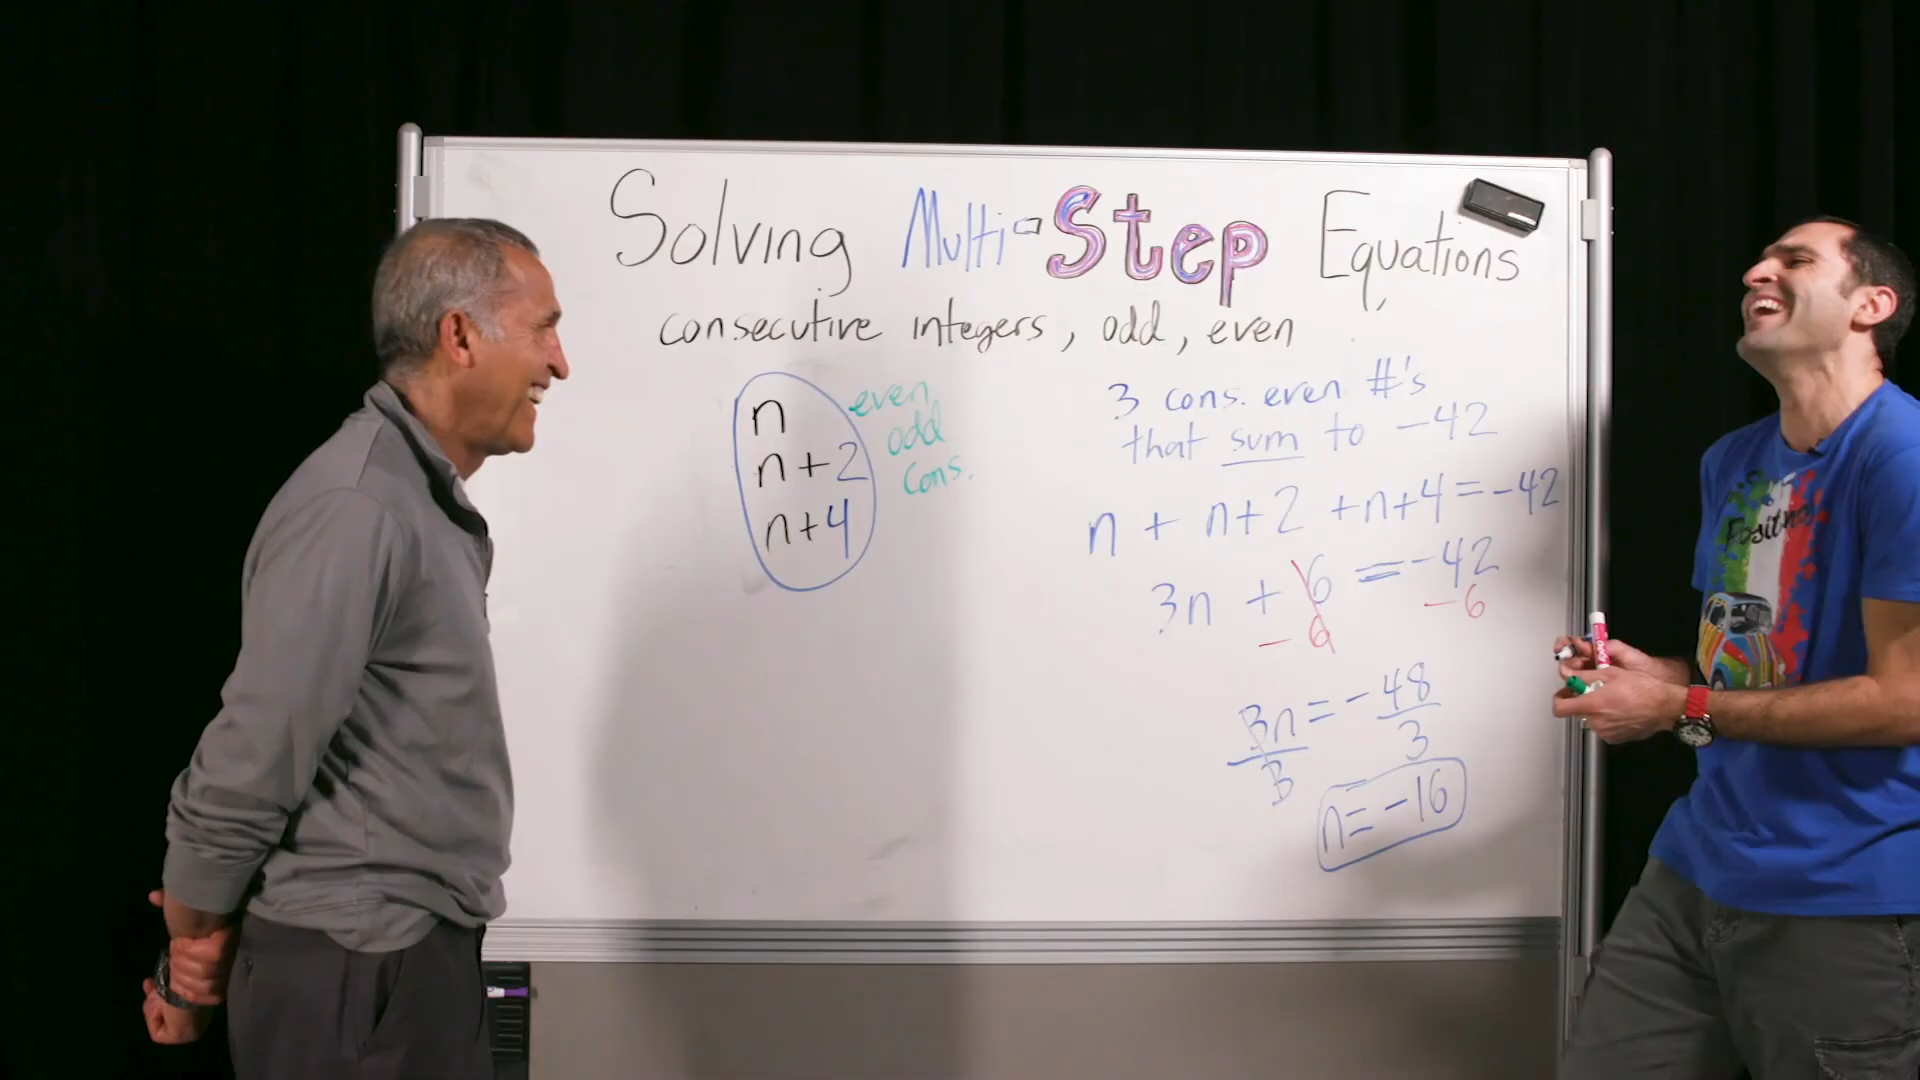 Solving Multi-Step Equations
consecutive integers, odd, even
n
n+2
n+4
even
odd
cons.
3 cons. even #'s
that sum to -42
n + n+2 +n+4=-42
3n + 6 = -42
- 6 - 6
3n = -48
3 3
n = -16
Positivo